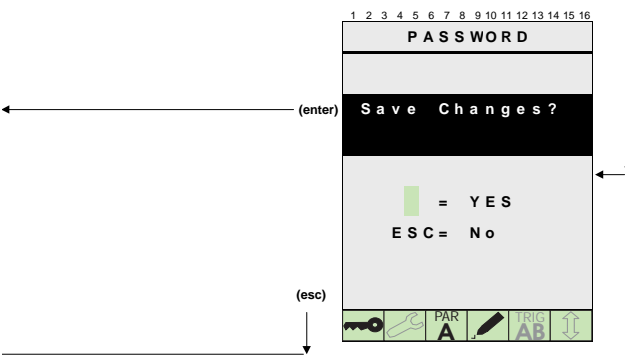 1 2 3 4 5 6 7 8 9 10 11 12 13 14 15 16
PASSWORD
(enter)
Save Changes?
= YES
ESC= No
(esc)
PAR A TRIG AB